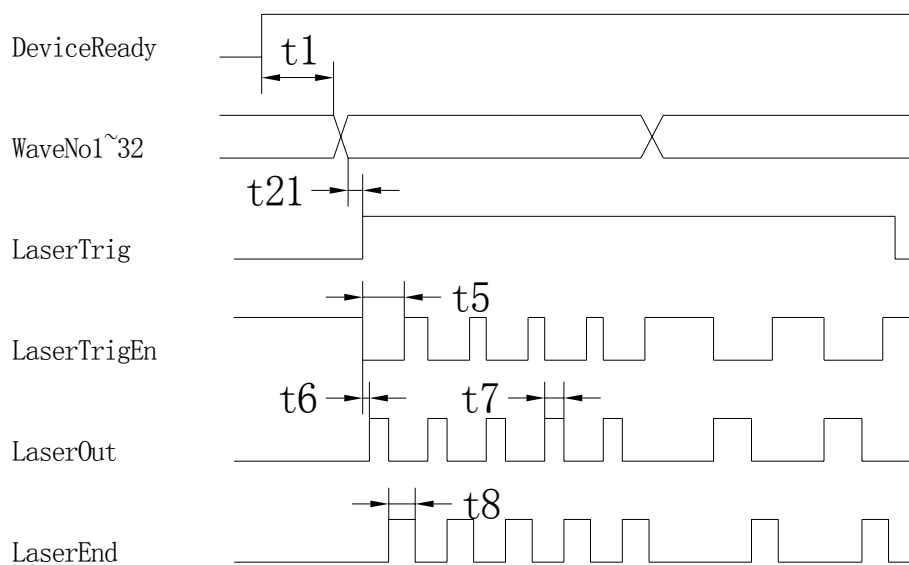 DeviceReady
t1
WaveNo1~32
t21
LaserTrig
t5
LaserTrigEn
t6
t7
LaserOut
t8
LaserEnd